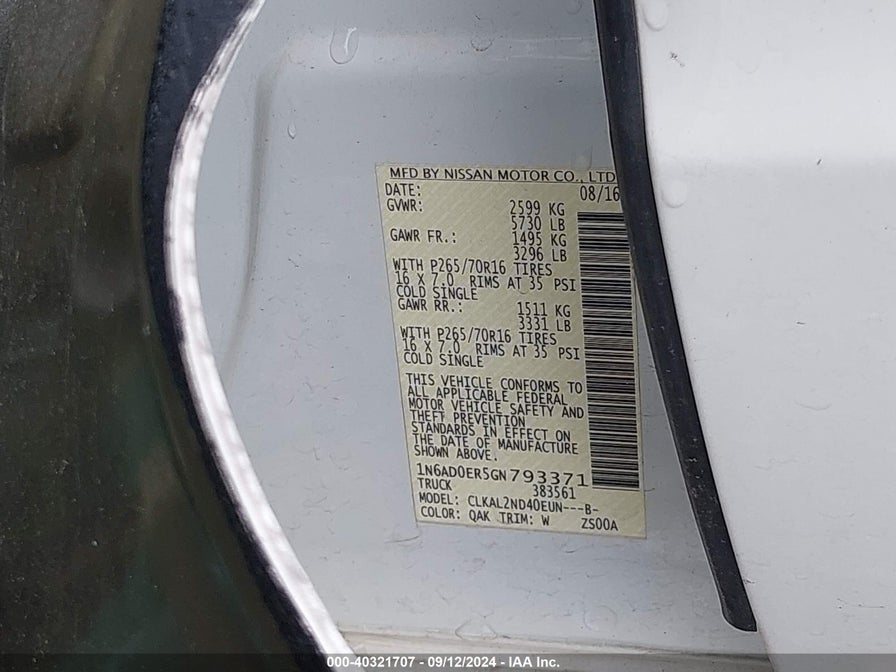 MFD BY NISSAN MOTOR CO., LTD
DATE: 08/16
GVWR: 2599 KG
5730 LB
GAWR FR.: 1495 KG
3296 LB
WITH P265/70R16 TIRES
16 X 7.0 RIMS AT 35 PSI
COLD SINGLE
GAWR RR.: 1511 KG
3331 LB
WITH P265/70R16 TIRES
16 X 7.0 RIMS AT 35 PSI
COLD SINGLE
THIS VEHICLE CONFORMS TO
ALL APPLICABLE FEDERAL
MOTOR VEHICLE SAFETY AND
THEFT PREVENTION
STANDARDS IN EFFECT ON
THE DATE OF MANUFACTURE
SHOWN ABOVE.
1N6AD0ER5GN793371
TRUCK 383561
MODEL: CLKAL2ND40EUN---B-
COLOR: QAK TRIM: W ZS00A
000-40321707 - 09/12/2024 - IAA Inc.